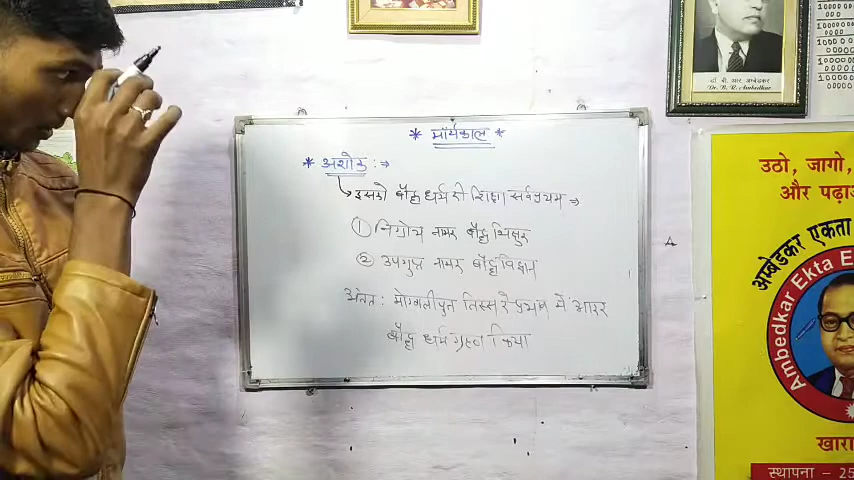 * मौर्यकाल *
* अशोक :→
↳ इसको बौद्ध धर्म की शिक्षा सर्वप्रथम ⇒
① निग्रोध नामक बौद्ध भिक्षुक
② उपगुप्त नामक बौद्ध विद्वान
अंततः मोग्गलीपुत्त तिस्स के प्रभाव में आकर
बौद्ध धर्म ग्रहण किया
डॉ बी. आर अम्बेडकर
Dr. B. R. Ambedkar
उठो, जागो,
और पढ़ा
अम्बेडकर एकता
Ambedkar Ekta
खारा
स्थापना - 25